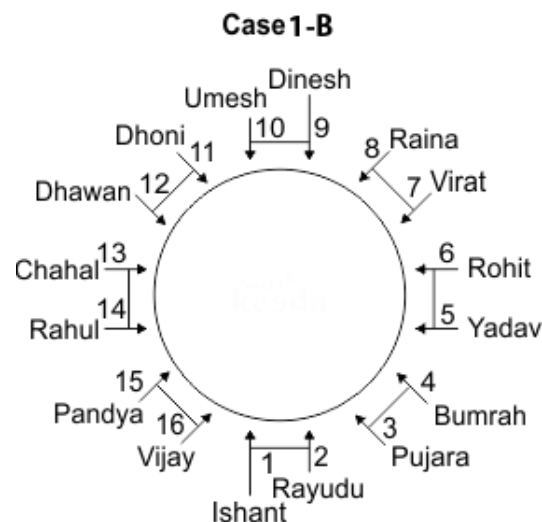 Case 1-B
Dinesh
Umesh
10 9
Dhoni
11
8
Raina
12
7
Virat
Dhawan
13
6
Chahal
Rohit
14
5
Rahul
Yadav
15
4
Pandya
Bumrah
16
3
Vijay
Pujara
1 2
Rayudu
Ishant